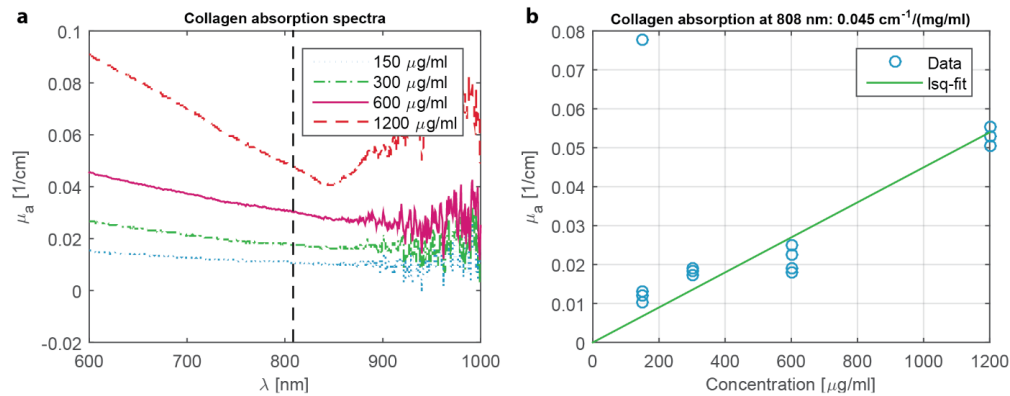 a
Collagen absorption spectra
0.1
0.08
0.06
0.04
0.02
0
-0.02
μa [1/cm]
600
700
800
900
1000
λ [nm]
150 μg/ml
300 μg/ml
600 μg/ml
1200 μg/ml
b
Collagen absorption at 808 nm: 0.045 cm⁻¹/(mg/ml)
0.08
0.07
0.06
0.05
0.04
0.03
0.02
0.01
0
μa [1/cm]
0
200
400
600
800
1000
1200
Concentration [μg/ml]
Data
lsq-fit